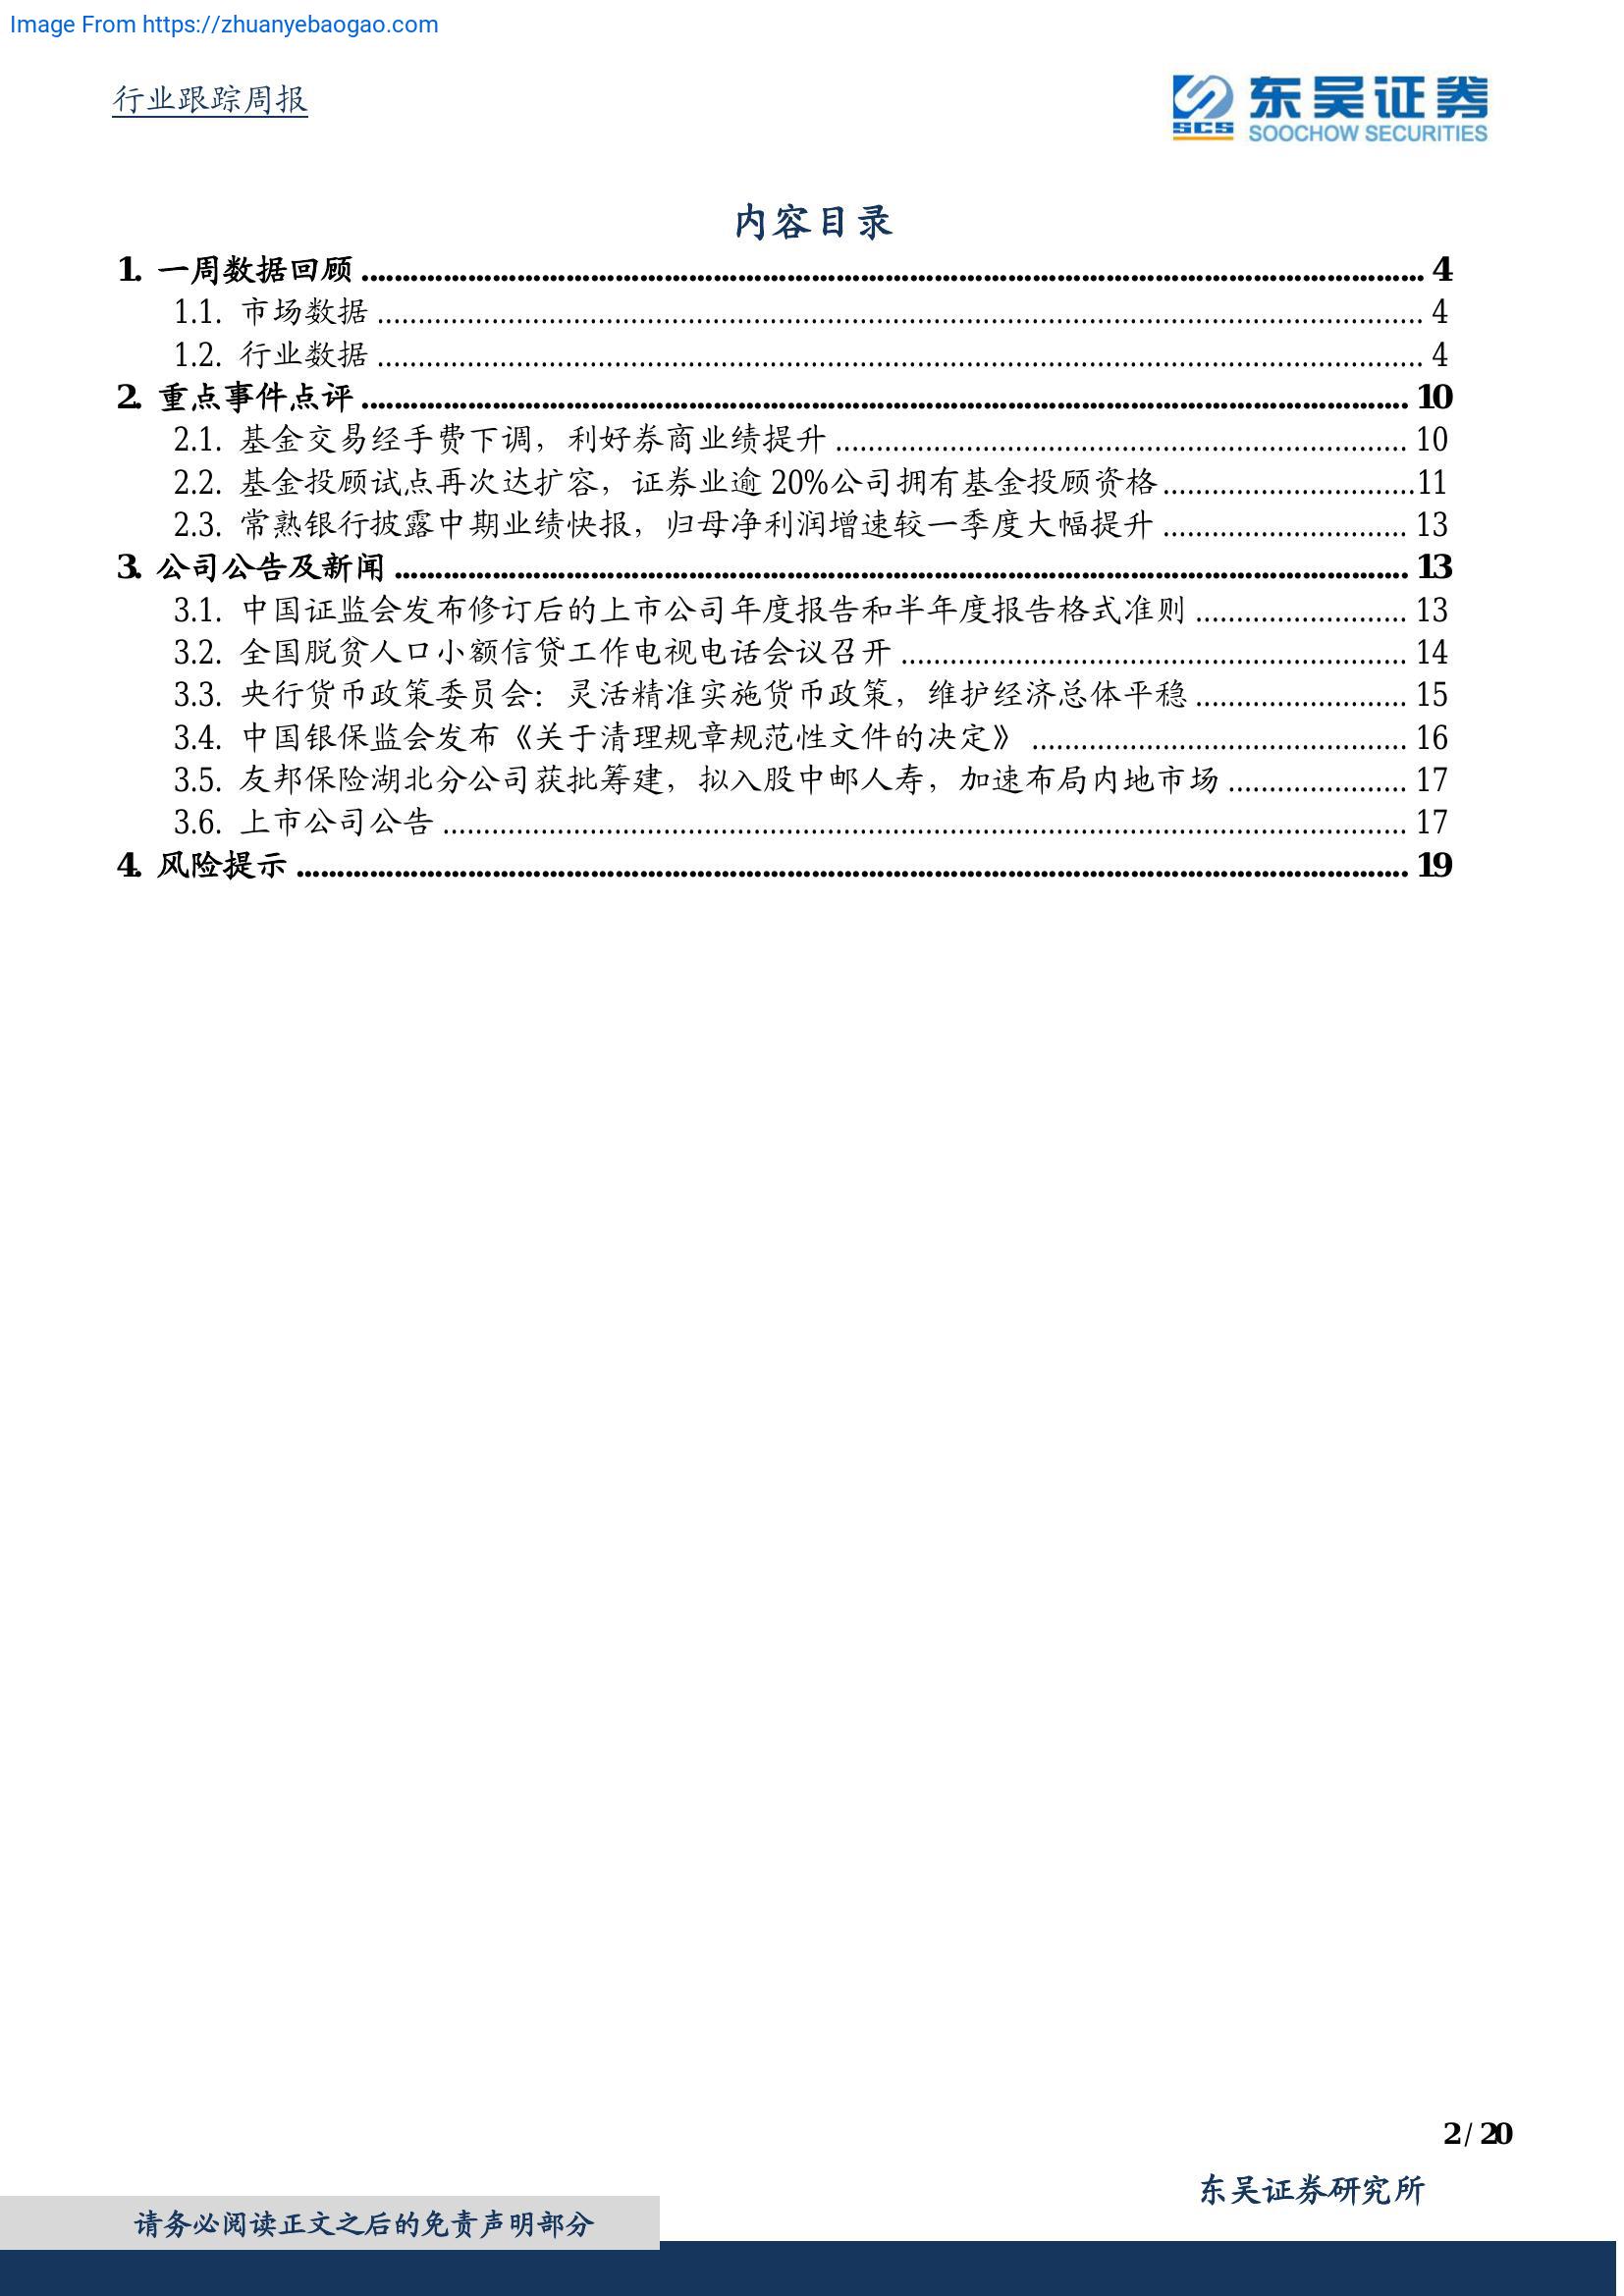 Image From https://zhuanyebaogao.com
行业跟踪周报
SCS 东吴证券
SOOCHOW SECURITIES
内容目录
1. 一周数据回顾 ........ 4
1.1. 市场数据 ........ 4
1.2. 行业数据 ........ 4
2. 重点事件点评 ........ 10
2.1. 基金交易经手费下调，利好券商业绩提升 ........ 10
2.2. 基金投顾试点再次达扩容，证券业逾 20%公司拥有基金投顾资格 ........ 11
2.3. 常熟银行披露中期业绩快报，归母净利润增速较一季度大幅提升 ........ 13
3. 公司公告及新闻 ........ 13
3.1. 中国证监会发布修订后的上市公司年度报告和半年度报告格式准则 ........ 13
3.2. 全国脱贫人口小额信贷工作电视电话会议召开 ........ 14
3.3. 央行货币政策委员会：灵活精准实施货币政策，维护经济总体平稳 ........ 15
3.4. 中国银保监会发布《关于清理规章规范性文件的决定》 ........ 16
3.5. 友邦保险湖北分公司获批筹建，拟入股中邮人寿，加速布局内地市场 ........ 17
3.6. 上市公司公告 ........ 17
4. 风险提示 ........ 19
2 / 20
东吴证券研究所
请务必阅读正文之后的免责声明部分